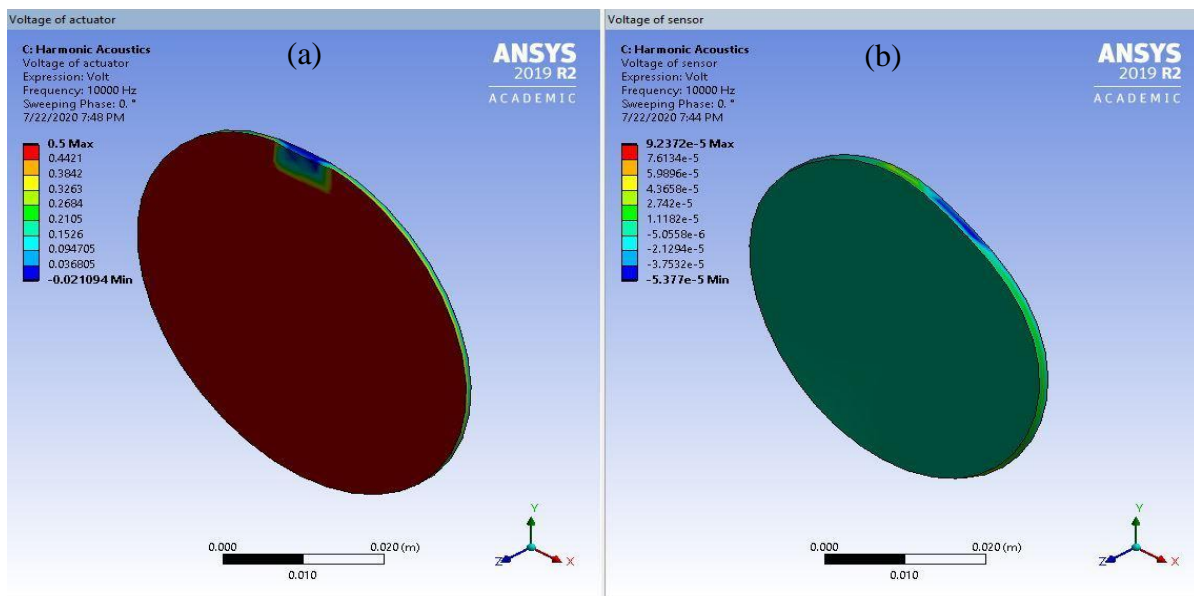 Voltage of actuator
C: Harmonic Acoustics
Voltage of actuator
Expression: Volt
Frequency: 10000 Hz
Sweeping Phase: 0. °
7/22/2020 7:48 PM
(a)
ANSYS
2019 R2
ACADEMIC
0.5 Max
0.4421
0.3842
0.3263
0.2684
0.2105
0.1526
0.094705
0.036805
-0.021094 Min
0.000
0.020 (m)
0.010
Y
Z
X
Voltage of sensor
C: Harmonic Acoustics
Voltage of sensor
Expression: Volt
Frequency: 10000 Hz
Sweeping Phase: 0. °
7/22/2020 7:44 PM
(b)
ANSYS
2019 R2
ACADEMIC
9.2372e-5 Max
7.6134e-5
5.9896e-5
4.3658e-5
2.742e-5
1.1182e-5
-5.0558e-6
-2.1294e-5
-3.7532e-5
-5.377e-5 Min
0.000
0.020 (m)
0.010
Y
Z
X